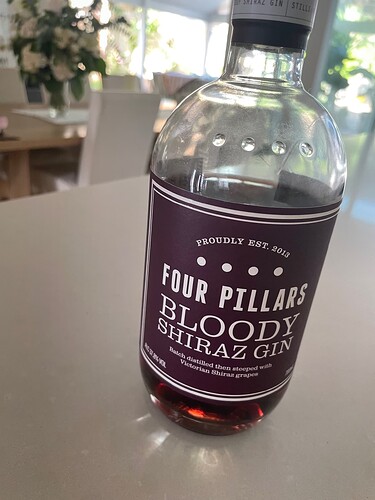 SHIRAZ GIN
PROUDLY EST. 2013
FOUR PILLARS
BLOODY
SHIRAZ GIN
Batch distilled then steeped with
Victorian Shiraz grapes